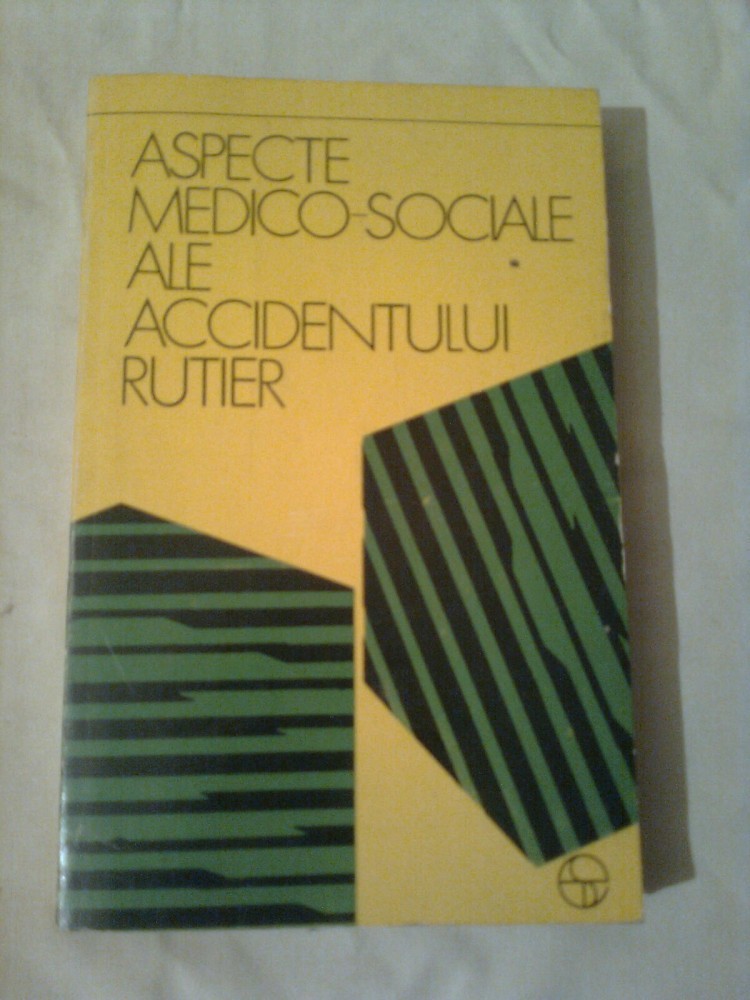 ASPECTE
MEDICO-SOCIALE
ALE
ACCIDENTULUI
RUTIER